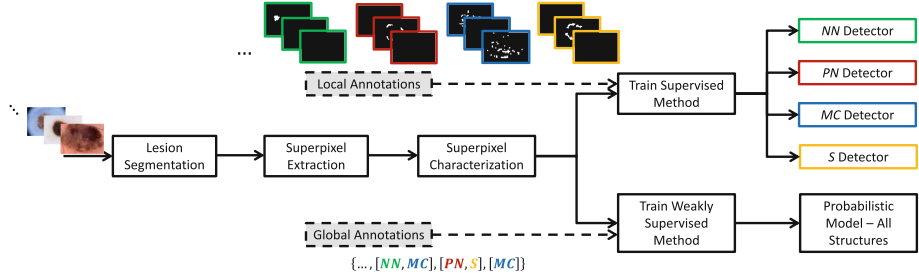 ...
Local Annotations
Train Supervised
Method
NN Detector
PN Detector
MC Detector
S Detector
...
Lesion
Segmentation
Superpixel
Extraction
Superpixel
Characterization
Train Weakly
Supervised
Method
Probabilistic
Model – All
Structures
Global Annotations
{..., [NN, MC], [PN, S], [MC]}